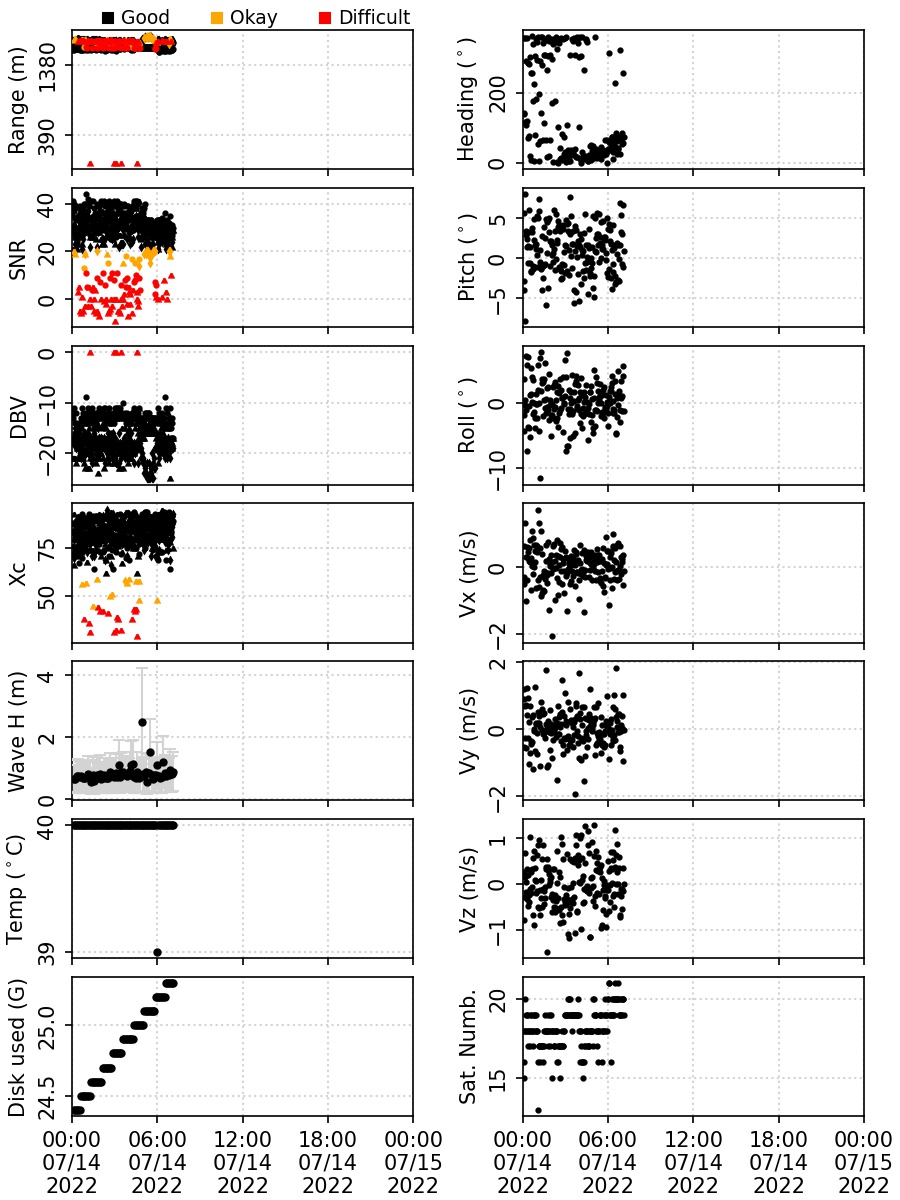 Good Okay Difficult
Range (m)
1380
390
Heading (°)
200
0
SNR
40
20
0
Pitch (°)
5
0
−5
DBV
0
−10
−20
Roll (°)
0
−10
Xc
75
50
Vx (m/s)
0
−2
Wave H (m)
4
2
0
Vy (m/s)
2
0
−2
Temp (°C)
40
39
Vz (m/s)
1
0
−1
Disk used (G)
25.0
24.5
Sat. Numb.
20
15
00:00 06:00 12:00 18:00 00:00
07/14 07/14 07/14 07/14 07/15
2022 2022 2022 2022 2022
00:00 06:00 12:00 18:00 00:00
07/14 07/14 07/14 07/14 07/15
2022 2022 2022 2022 2022